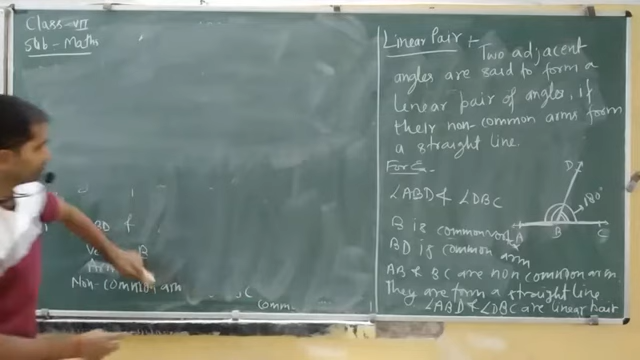 Class - VII
Sub - Maths
BD &
B
Arm
Non-common arm
Comm
Linear Pair :- Two adjacent
angles are said to form a
linear pair of angles, if
their non-common arms form
a straight line.
For E
∠ABD & ∠DBC
B is common
BD is common arm
AB & BC are non common arm
They are form a straight line
∠ABD & ∠DBC are linear pair
D
180°
A B C